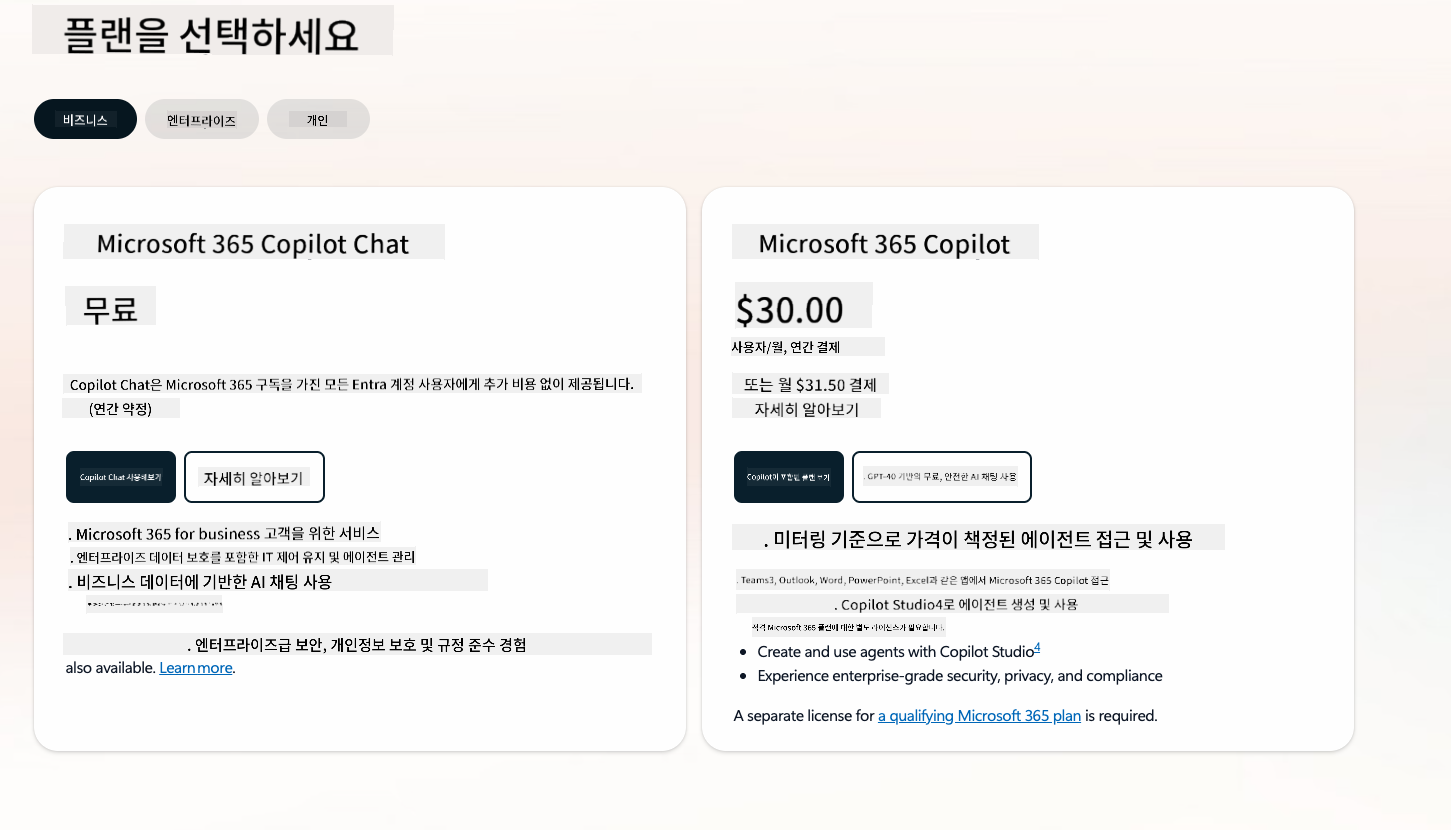 플랜을 선택하세요
비즈니스
엔터프라이즈
개인
Microsoft 365 Copilot Chat
무료
Copilot Chat은 Microsoft 365 구독을 가진 모든 Entra 계정 사용자에게 추가 비용 없이 제공됩니다.
(연간 약정)
Copilot Chat 사용해보기
자세히 알아보기
. Microsoft 365 for business 고객을 위한 서비스
. 엔터프라이즈 데이터 보호를 포함한 IT 제어 유지 및 에이전트 관리
. 비즈니스 데이터에 기반한 AI 채팅 사용
. 엔터프라이즈급 보안, 개인정보 보호 및 규정 준수 경험
also available. Learn more.
Microsoft 365 Copilot
$30.00
사용자/월, 연간 결제
또는 월 $31.50 결제
자세히 알아보기
Copilot이 포함된 플랜 보기
. GPT-4o 기반의 무료, 안전한 AI 채팅 사용
. 미터링 기준으로 가격이 책정된 에이전트 접근 및 사용
. Teams3, Outlook, Word, PowerPoint, Excel과 같은 앱에서 Microsoft 365 Copilot 접근
. Copilot Studio4로 에이전트 생성 및 사용
적격 Microsoft 365 플랜에 대한 별도 라이선스가 필요합니다.
• Create and use agents with Copilot Studio4
• Experience enterprise-grade security, privacy, and compliance
A separate license for a qualifying Microsoft 365 plan is required.